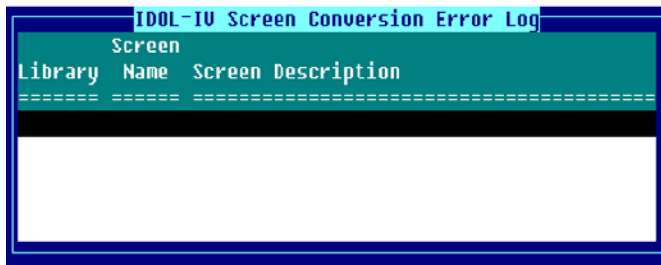 IDOL-IV Screen Conversion Error Log
Screen
Library Name Screen Description
======= ====== ========================================